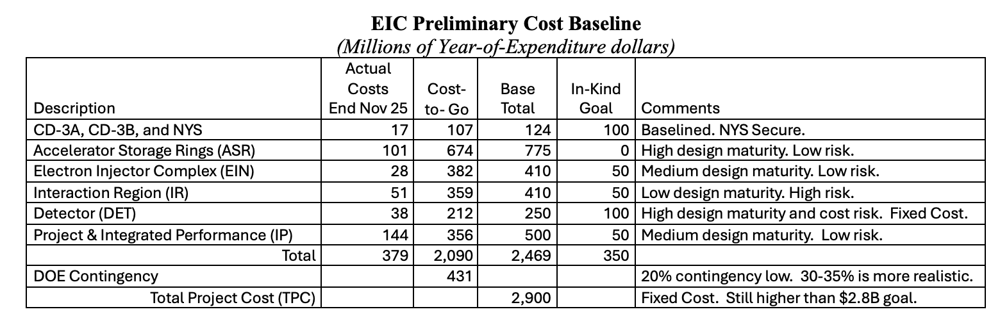 EIC Preliminary Cost Baseline
(Millions of Year-of-Expenditure dollars)
Description Actual Costs End Nov 25 Cost-to- Go Base Total In-Kind Goal Comments
CD-3A, CD-3B, and NYS 17 107 124 100 Baselined. NYS Secure.
Accelerator Storage Rings (ASR) 101 674 775 0 High design maturity. Low risk.
Electron Injector Complex (EIN) 28 382 410 50 Medium design maturity. Low risk.
Interaction Region (IR) 51 359 410 50 Low design maturity. High risk.
Detector (DET) 38 212 250 100 High design maturity and cost risk.  Fixed Cost.
Project & Integrated Performance (IP) 144 356 500 50 Medium design maturity.  Low risk.
Total 379 2,090 2,469 350
DOE Contingency 431 20% contingency low.  30-35% is more realistic.
Total Project Cost (TPC) 2,900 Fixed Cost.  Still higher than $2.8B goal.